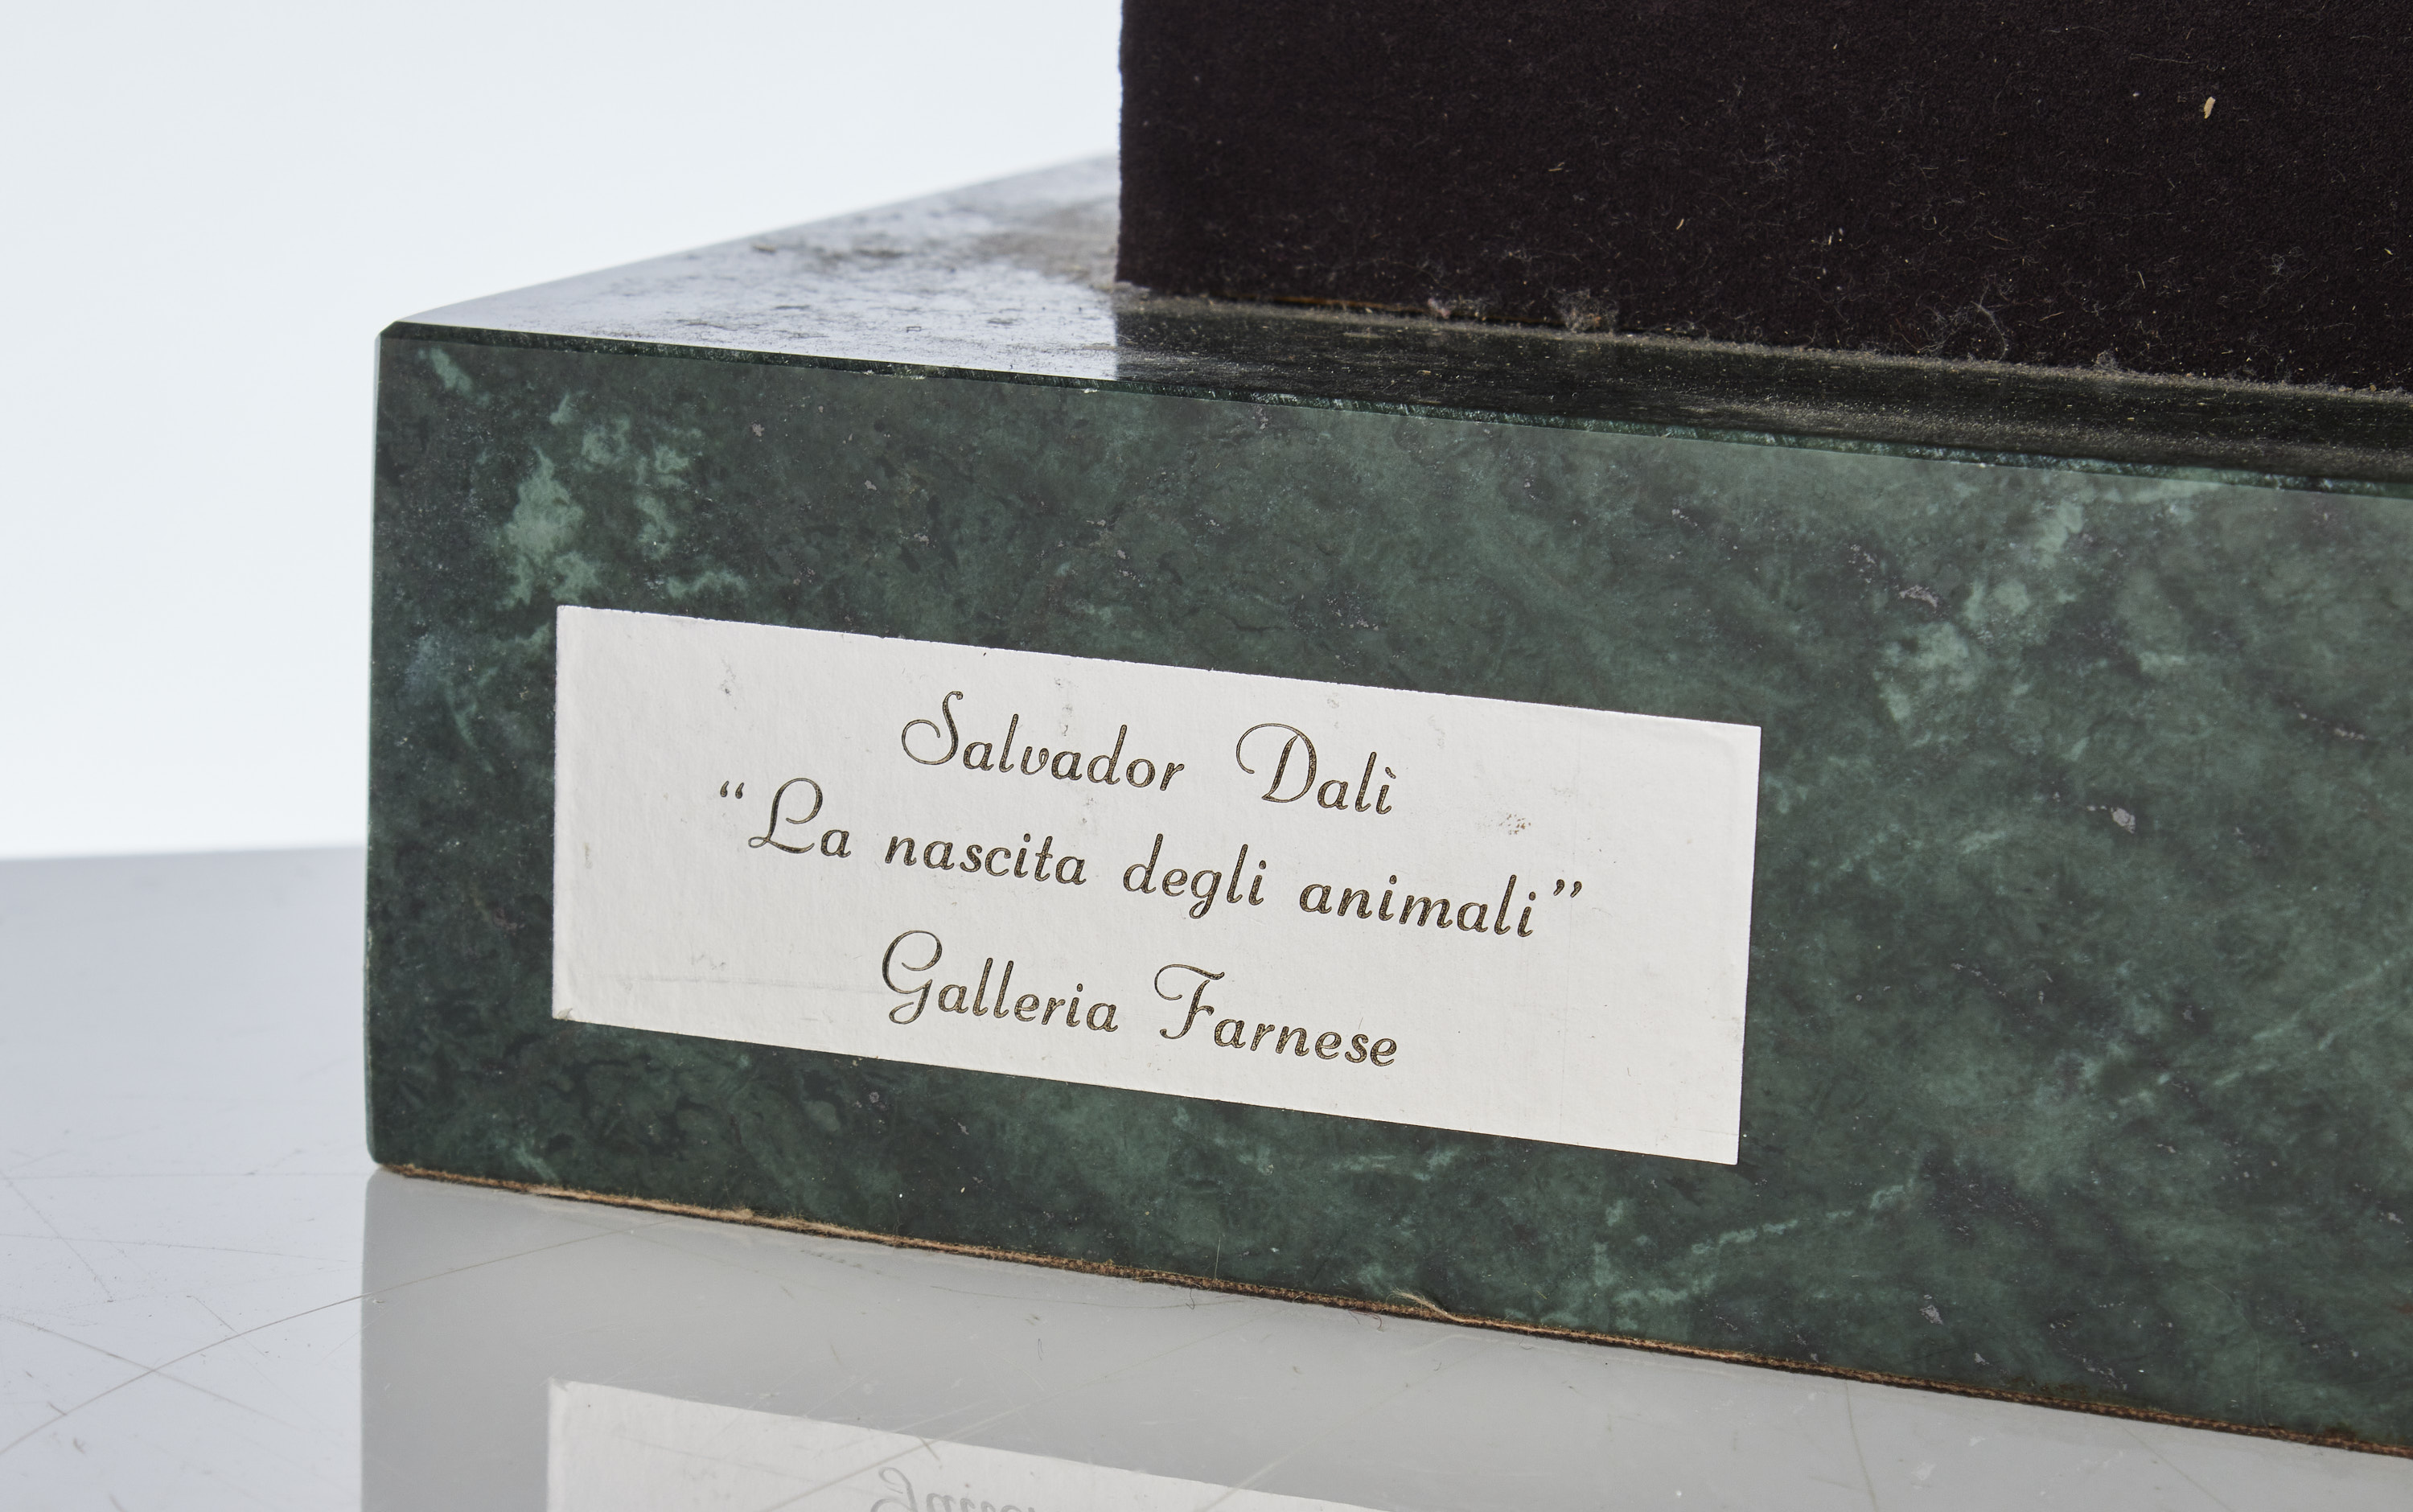 Salvador Dalì
“La nascita degli animali”
Galleria Farnese